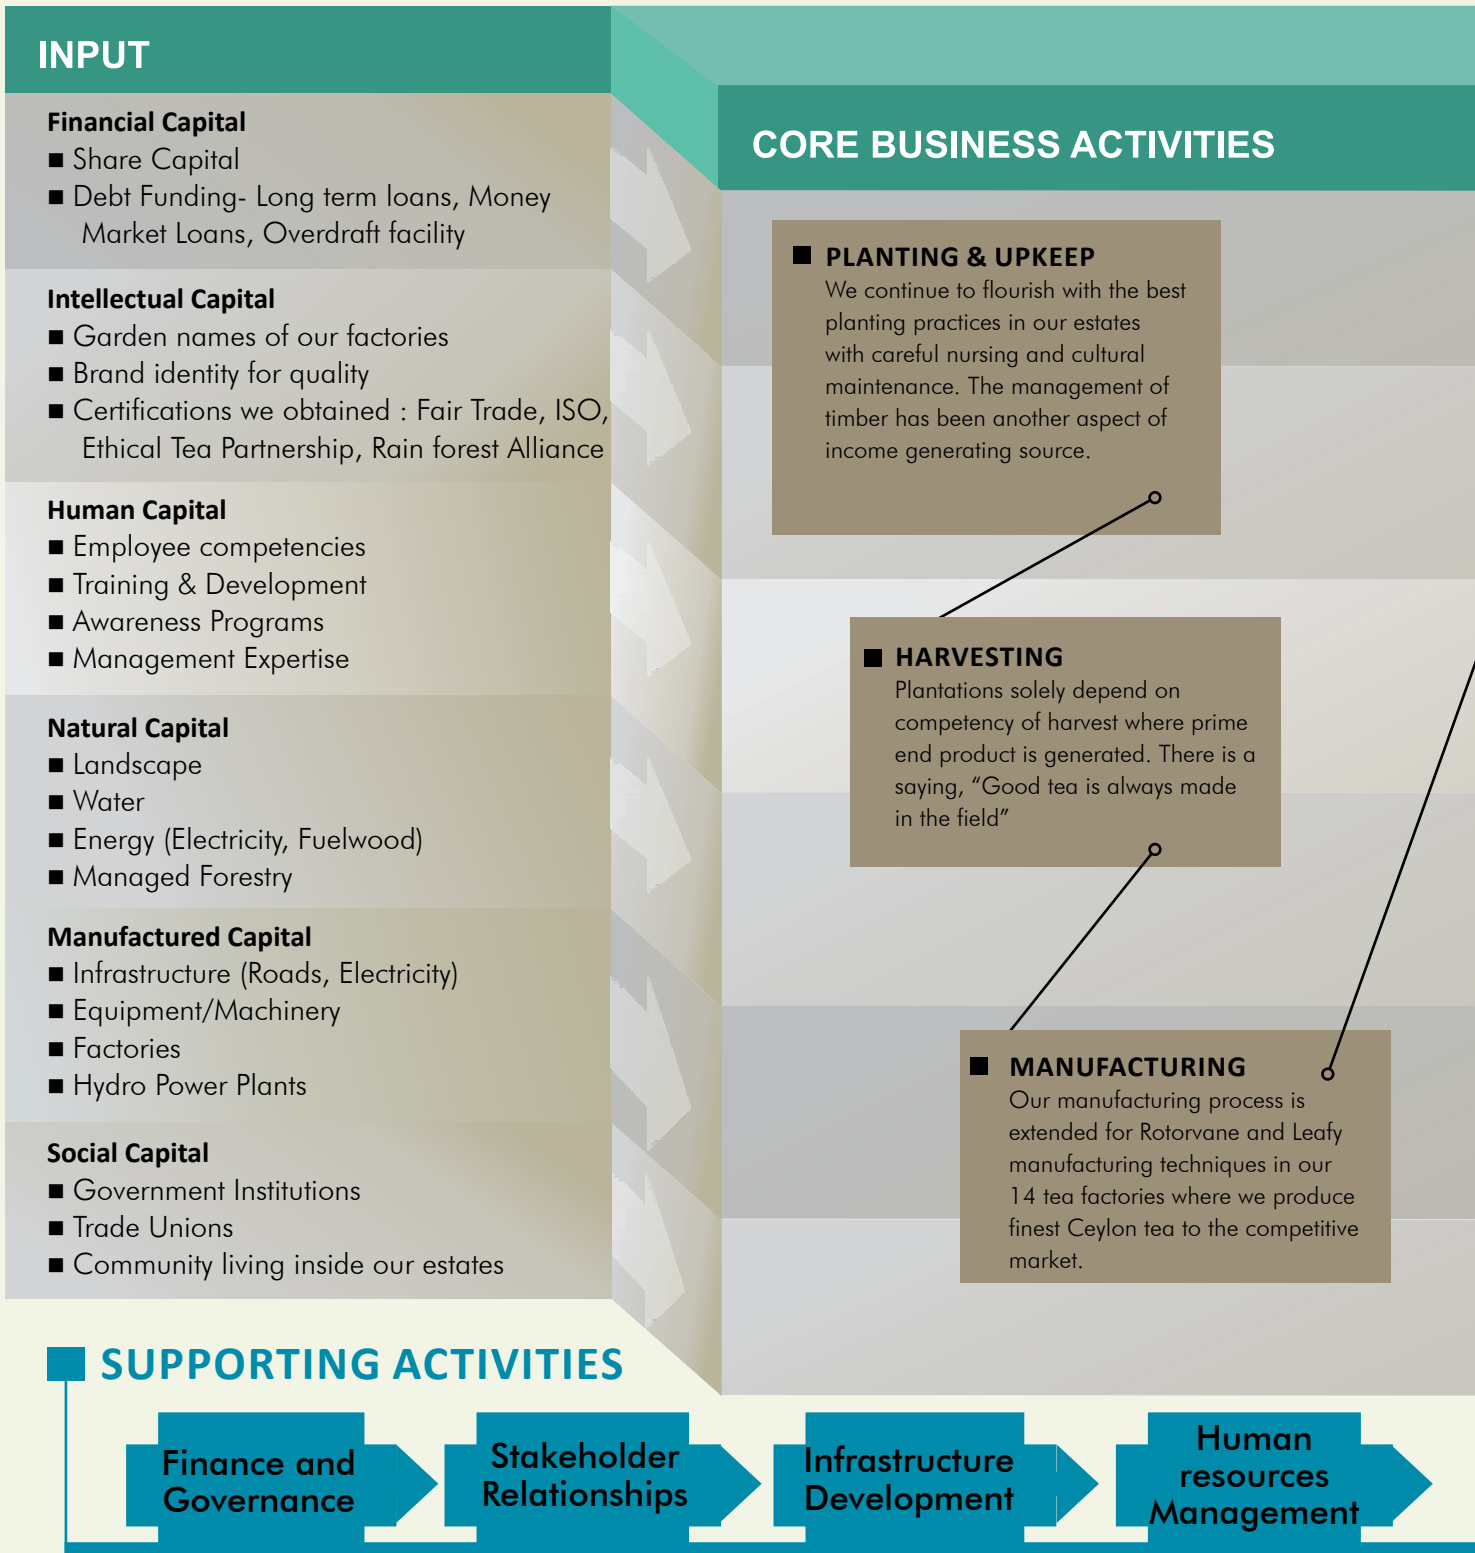 INPUT
Financial Capital
■ Share Capital
■ Debt Funding- Long term loans, Money
Market Loans, Overdraft facility
Intellectual Capital
■ Garden names of our factories
■ Brand identity for quality
■ Certifications we obtained : Fair Trade, ISO,
Ethical Tea Partnership, Rain forest Alliance
Human Capital
■ Employee competencies
■ Training & Development
■ Awareness Programs
■ Management Expertise
Natural Capital
■ Landscape
■ Water
■ Energy (Electricity, Fuelwood)
■ Managed Forestry
Manufactured Capital
■ Infrastructure (Roads, Electricity)
■ Equipment/Machinery
■ Factories
■ Hydro Power Plants
Social Capital
■ Government Institutions
■ Trade Unions
■ Community living inside our estates
CORE BUSINESS ACTIVITIES
■ PLANTING & UPKEEP
We continue to flourish with the best
planting practices in our estates
with careful nursing and cultural
maintenance. The management of
timber has been another aspect of
income generating source.
■ HARVESTING
Plantations solely depend on
competency of harvest where prime
end product is generated. There is a
saying, “Good tea is always made
in the field”
■ MANUFACTURING
Our manufacturing process is
extended for Rotorvane and Leafy
manufacturing techniques in our
14 tea factories where we produce
finest Ceylon tea to the competitive
market.
■ SUPPORTING ACTIVITIES
Finance and
Governance
Stakeholder
Relationships
Infrastructure
Development
Human
resources
Management